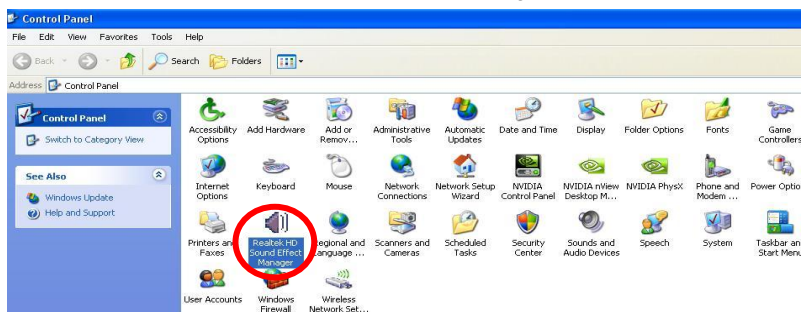 Control Panel
File Edit View Favorites Tools Help
Back Search Folders
Address Control Panel
Control Panel
Switch to Category View
See Also
Windows Update
Help and Support
Accessibility Options
Add Hardware
Add or Remov...
Administrative Tools
Automatic Updates
Date and Time
Display
Folder Options
Fonts
Game Controllers
Internet Options
Keyboard
Mouse
Network Connections
Network Setup Wizard
NVIDIA Control Panel
NVIDIA nView Desktop M...
NVIDIA PhysX
Phone and Modem ...
Power Optio
Printers and Faxes
Realtek HD Sound Effect Manager
Regional and Language ...
Scanners and Cameras
Scheduled Tasks
Security Center
Sounds and Audio Devices
Speech
System
Taskbar an
Start Menu
User Accounts
Windows Firewall
Wireless Network Set...